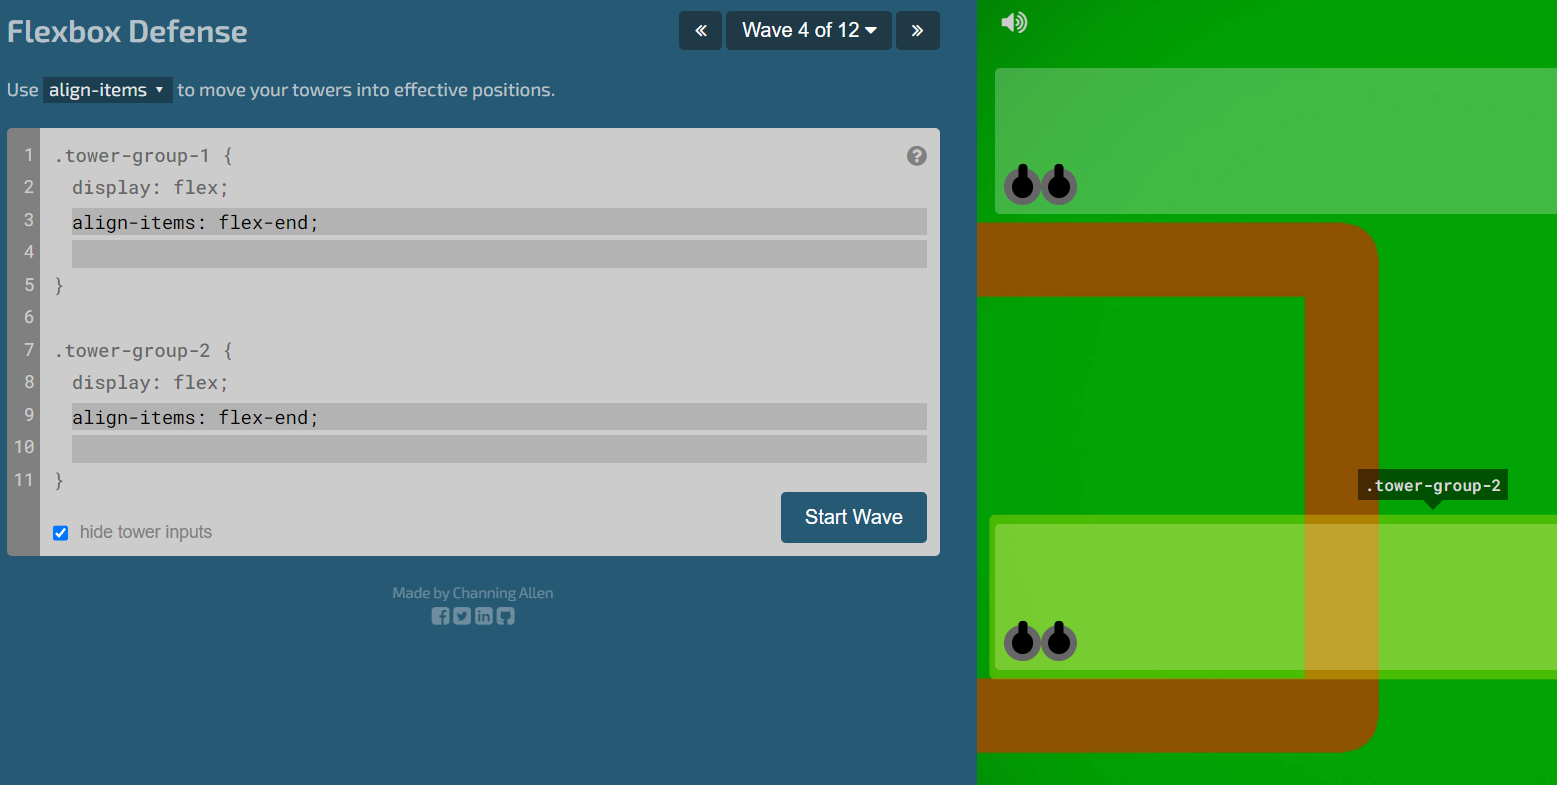 Flexbox Defense
« Wave 4 of 12 »
Use align-items to move your towers into effective positions.
1 .tower-group-1 {
2 display: flex;
3 align-items: flex-end;
4
5 }
6
7 .tower-group-2 {
8 display: flex;
9 align-items: flex-end;
10
11 }
?
hide tower inputs
Start Wave
Made by Channing Allen
.tower-group-2